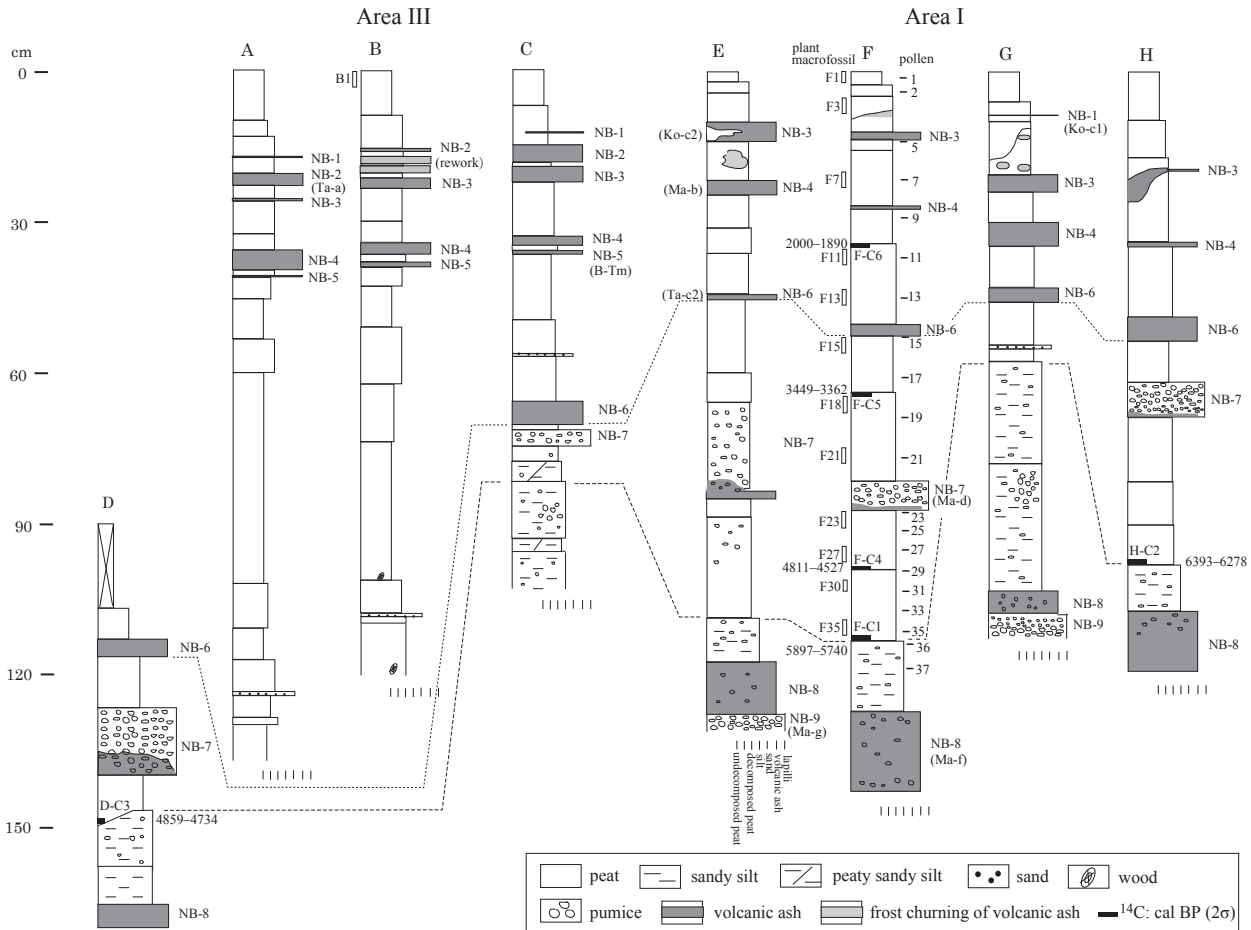 Area III
Area I
cm
0
30
60
90
120
150
A
NB-1
NB-2
(Ta-a)
NB-3
NB-4
NB-5
B
B1
NB-2
(rework)
NB-3
NB-4
NB-5
C
NB-1
NB-2
NB-3
NB-4
NB-5
(B-Tm)
NB-6
NB-7
D
NB-6
NB-7
D-C3
4859–4734
NB-8
E
(Ko-c2)
NB-3
(Ma-b)
NB-4
(Ta-c2)
NB-6
NB-7
NB-8
NB-9
(Ma-g)
undecomposed peat
decomposed peat
silt
sand
volcanic ash
lapilli
plant
macrofossil
F
pollen
F1
F3
F7
F11
F13
F15
F18
F21
F23
F27
F30
F35
1
2
NB-3
5
7
NB-4
9
2000–1890
F-C6
11
13
NB-6
15
17
3449–3362
F-C5
19
21
NB-7
(Ma-d)
23
25
27
4811–4527
F-C4
29
31
33
F-C1
35
5897–5740
36
37
NB-8
(Ma-f)
G
NB-1
(Ko-c1)
NB-3
NB-4
NB-6
NB-8
NB-9
H
NB-3
NB-4
NB-6
NB-7
H-C2
6393–6278
NB-8
peat
sandy silt
peaty sandy silt
sand
wood
pumice
volcanic ash
frost churning of volcanic ash
¹⁴C: cal BP (2σ)